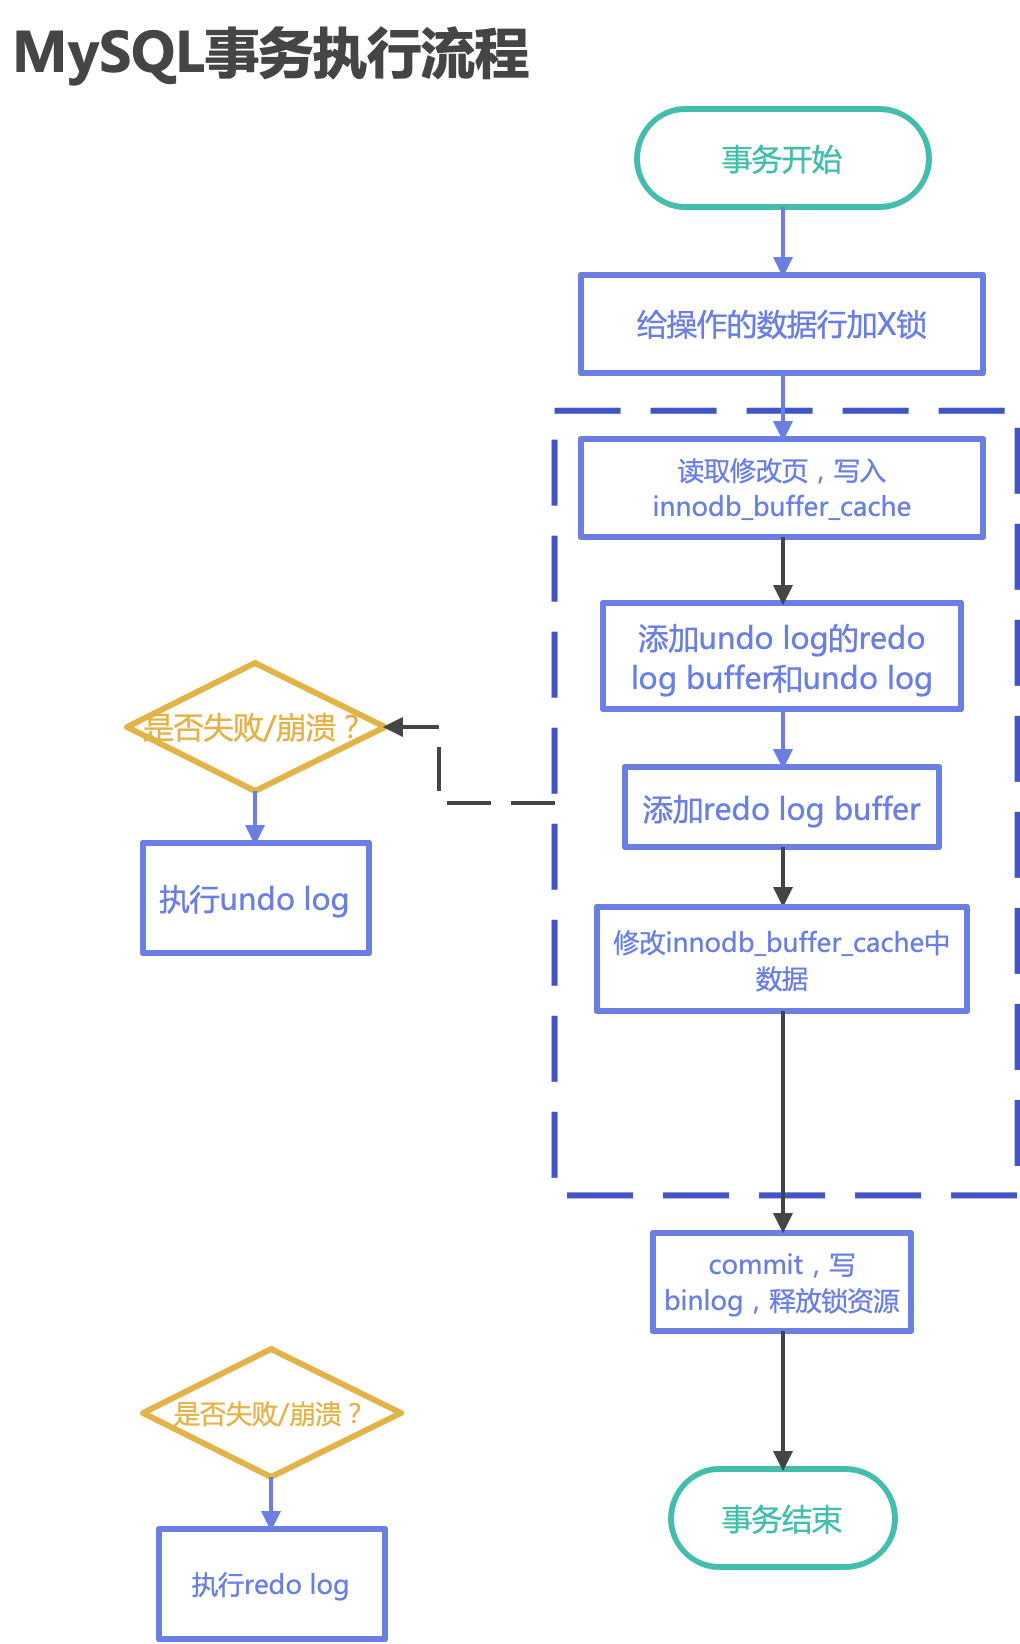 MySQL事务执行流程
事务开始
给操作的数据行加X锁
读取修改页，写入
innodb_buffer_cache
添加undo log的redo
log buffer和undo log
是否失败/崩溃？
添加redo log buffer
执行undo log
修改innodb_buffer_cache中
数据
commit，写
binlog，释放锁资源
是否失败/崩溃？
事务结束
执行redo log